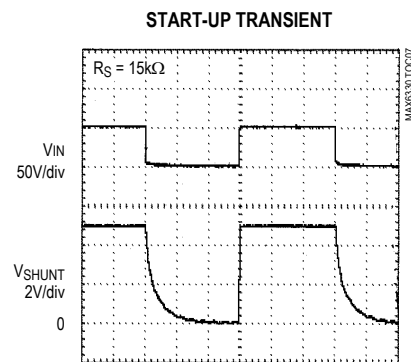 START-UP TRANSIENT
RS = 15kΩ
MAX6330 TOC07
VIN
50V/div
VSHUNT
2V/div
0